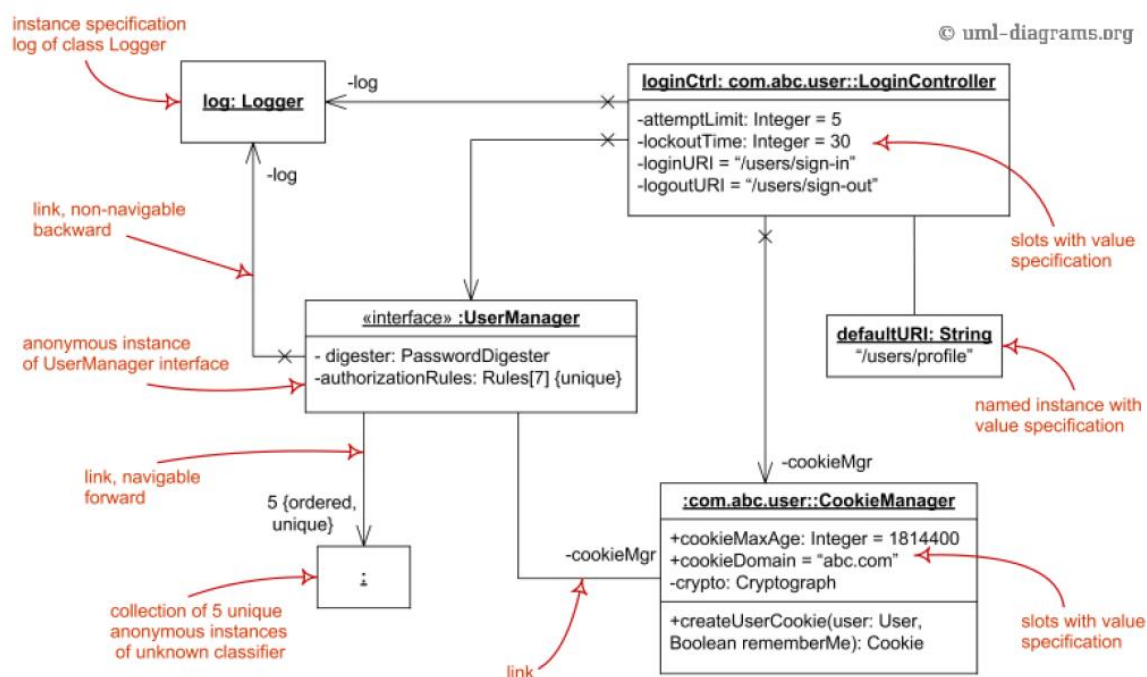 instance specification
log of class Logger
© uml-diagrams.org
log: Logger
-log
loginCtrl: com.abc.user::LoginController
-attemptLimit: Integer = 5
-lockoutTime: Integer = 30
-loginURI = “/users/sign-in”
-logoutURI = “/users/sign-out”
-log
link, non-navigable
backward
slots with value
specification
anonymous instance
of UserManager interface
«interface» :UserManager
- digester: PasswordDigester
-authorizationRules: Rules[7] {unique}
defaultURI: String
“/users/profile”
named instance with
value specification
link, navigable
forward
5 {ordered,
unique}
:
collection of 5 unique
anonymous instances
of unknown classifier
-cookieMgr
-cookieMgr
link
:com.abc.user::CookieManager
+cookieMaxAge: Integer = 1814400
+cookieDomain = “abc.com”
-crypto: Cryptograph
+createUserCookie(user: User,
Boolean rememberMe): Cookie
slots with value
specification